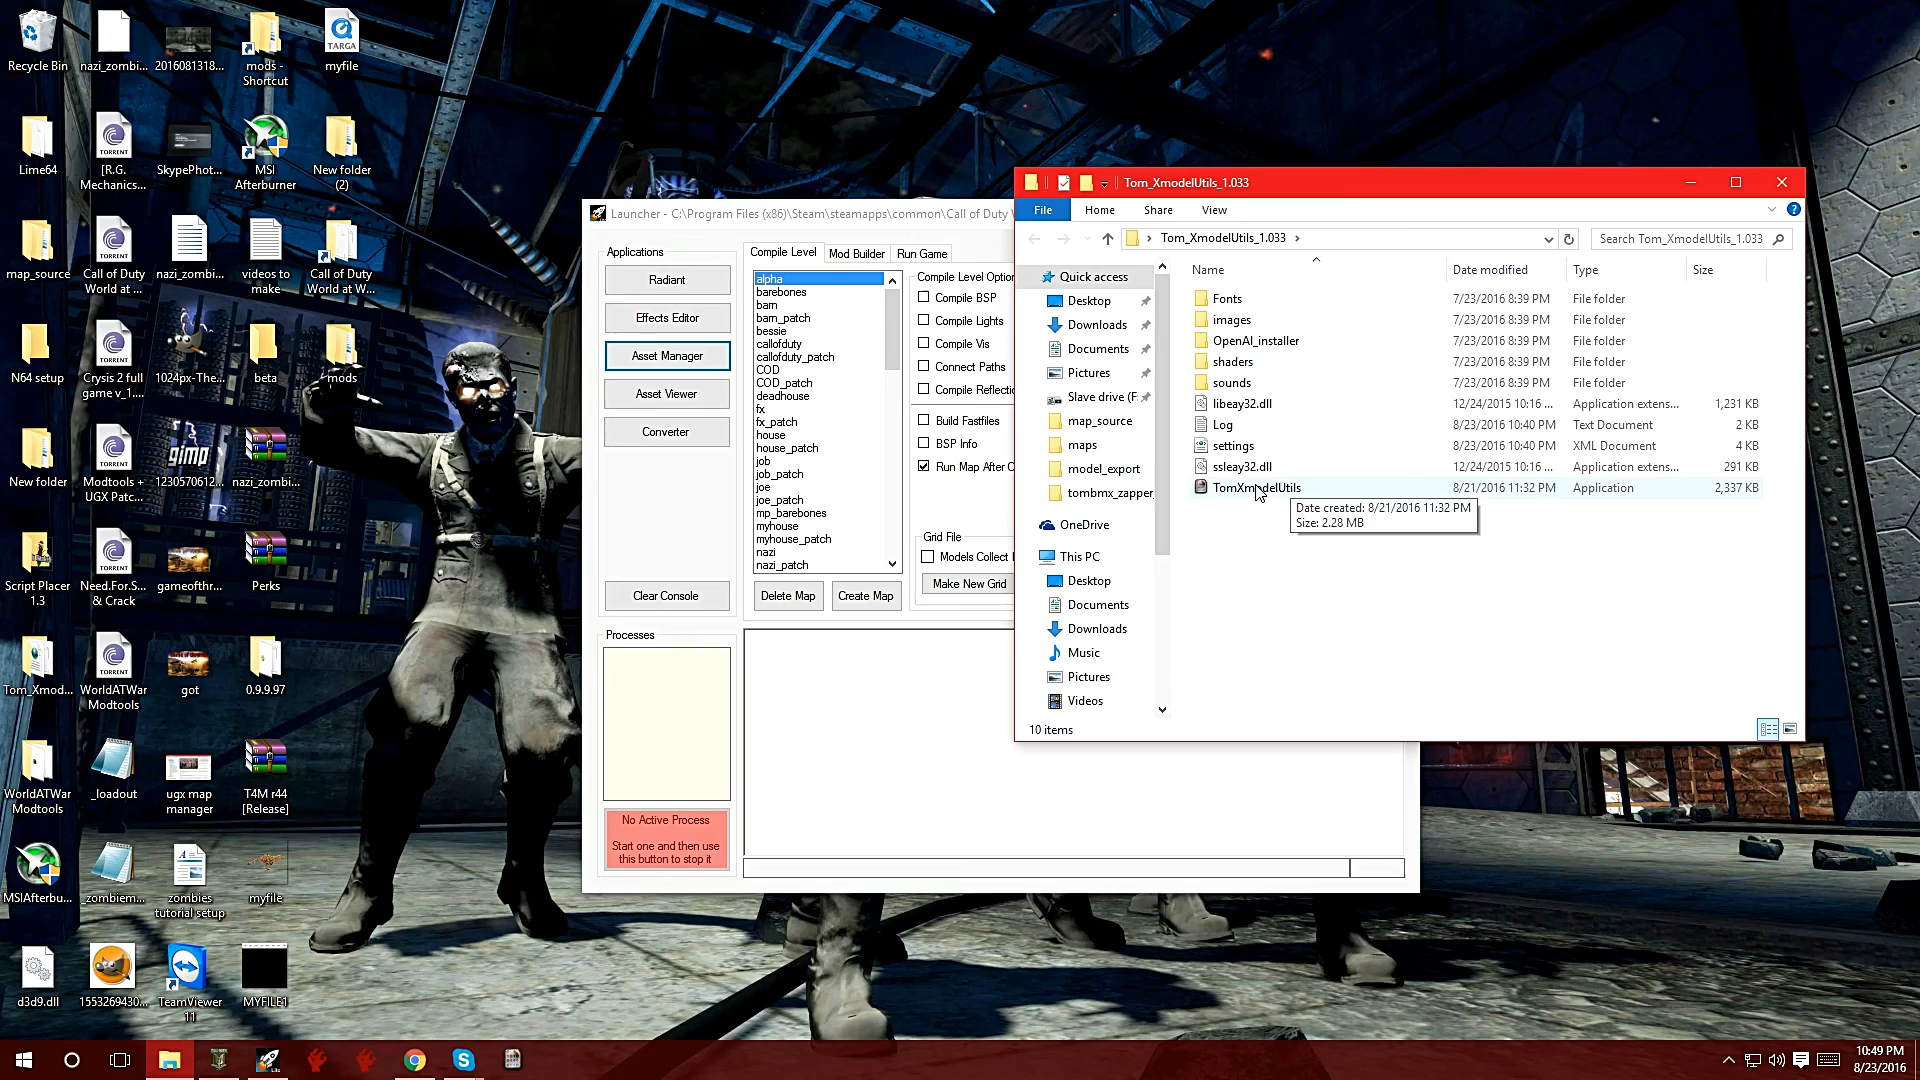 Recycle Bin
nazi_zombi...
2016081318...
mods -
Shortcut
TARGA
myfile
Lime64
TORRENT
[R.G.
Mechanics...
SkypePhot...
MSI
Afterburner
New folder
(2)
map_source
TORRENT
Call of Duty
World at ...
nazi_zombi...
videos to
make
Call of Duty
World at W...
N64 setup
TORRENT
Crysis 2 full
game v_1....
1024px-The...
beta
mods
New folder
TORRENT
Modtools +
UGX Patc...
gimp
1230570612...
nazi_zombi...
Script Placer
1.3
TORRENT
Need.For.S...
& Crack
gameofthr...
Perks
Tom_Xmod...
TORRENT
WorldATWar
Modtools
got
0.9.9.97
WorldATWar
Modtools
_loadout
ugx map
manager
T4M r44
[Release]
MSIAfterbu...
_zombiem...
zombies
tutorial setup
myfile
d3d9.dll
1553269430...
TeamViewer
11
MYFILE1
Launcher - C:\Program Files (x86)\Steam\steamapps\common\Call of Duty W
Applications
Radiant
Effects Editor
Asset Manager
Asset Viewer
Converter
Clear Console
Processes
No Active Process
Start one and then use
this button to stop it
Compile Level
Mod Builder
Run Game
alpha
barebones
barn
barn_patch
bessie
callofduty
callofduty_patch
COD
COD_patch
deadhouse
fx
fx_patch
house
house_patch
job
job_patch
joe
joe_patch
mp_barebones
myhouse
myhouse_patch
nazi
nazi_patch
Delete Map
Create Map
Compile Level Option
Compile BSP
Compile Lights
Compile Vis
Connect Paths
Compile Reflectio
Build Fastfiles
BSP Info
Run Map After C
Grid File
Models Collect
Make New Grid
Tom_XmodelUtils_1.033
File
Home
Share
View
Tom_XmodelUtils_1.033
Search Tom_XmodelUtils_1.033
Quick access
Desktop
Downloads
Documents
Pictures
Slave drive (F:
map_source
maps
model_export
tombmx_zapper_
OneDrive
This PC
Desktop
Documents
Downloads
Music
Pictures
Videos
Name
Date modified
Type
Size
Fonts
7/23/2016 8:39 PM
File folder
images
7/23/2016 8:39 PM
File folder
OpenAl_installer
7/23/2016 8:39 PM
File folder
shaders
7/23/2016 8:39 PM
File folder
sounds
7/23/2016 8:39 PM
File folder
libeay32.dll
12/24/2015 10:16 ...
Application extens...
1,231 KB
Log
8/23/2016 10:40 PM
Text Document
2 KB
settings
8/23/2016 10:40 PM
XML Document
4 KB
ssleay32.dll
12/24/2015 10:16 ...
Application extens...
291 KB
TomXmodelUtils
8/21/2016 11:32 PM
Application
2,337 KB
Date created: 8/21/2016 11:32 PM
Size: 2.28 MB
10 items
10:49 PM
8/23/2016